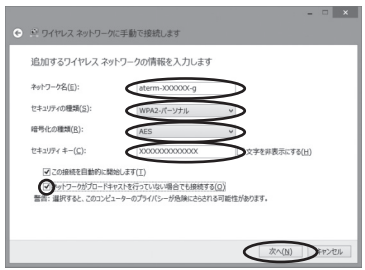 ワイヤレス ネットワークに手動で接続します
追加するワイヤレス ネットワークの情報を入力します
ネットワーク名(E):
aterm-XXXXXX-g
セキュリティの種類(S):
WPA2-パーソナル
暗号化の種類(R):
AES
セキュリティ キー(C):
XXXXXXXXXXXXX
文字を非表示にする(H)
この接続を自動的に開始します(T)
ネットワークがブロードキャストを行っていない場合でも接続する(O)
警告: 選択すると、このコンピューターのプライバシーが危険にさらされる可能性があります。
次へ(N)
キャンセル